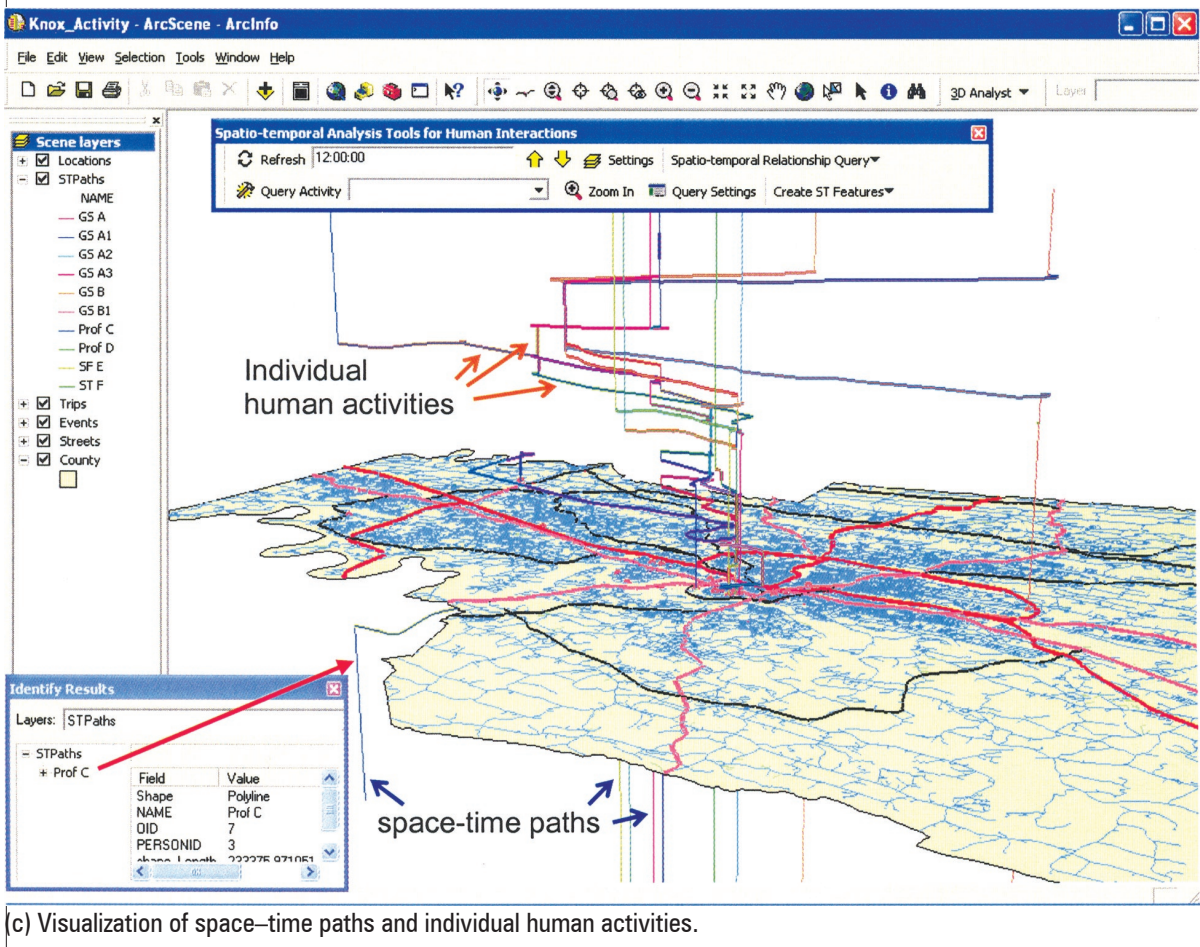 Knox_Activity - ArcScene - ArcInfo
File Edit View Selection Tools Window Help
3D Analyst
Layer
Scene layers
Locations
STPaths
NAME
GS A
GS A1
GS A2
GS A3
GS B
GS B1
Prof C
Prof D
SF E
ST F
Trips
Events
Streets
County
Spatio-temporal Analysis Tools for Human Interactions
Refresh 12:00:00 Settings Spatio-temporal Relationship Query
Query Activity Zoom In Query Settings Create ST Features
Individual
human activities
space-time paths
Identify Results
Layers: STPaths
STPaths
Prof C
Field Value
Shape Polyline
NAME Prof C
OID 7
PERSONID 3
(c) Visualization of space–time paths and individual human activities.